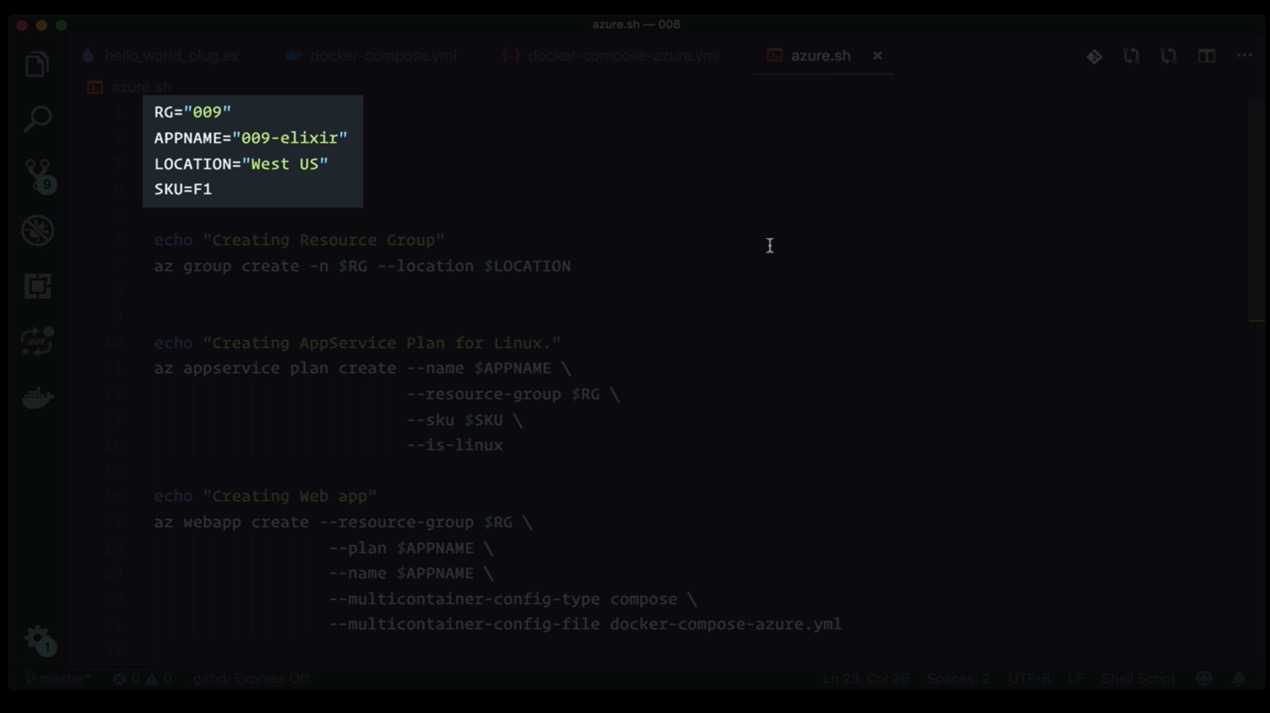 azure.sh — 008
hello_world_plug.ex docker-compose.yml docker-compose-azure.yml azure.sh
azure.sh
RG="009"
APPNAME="009-elixir"
LOCATION="West US"
SKU=F1
echo "Creating Resource Group"
az group create -n $RG --location $LOCATION
echo "Creating AppService Plan for Linux."
az appservice plan create --name $APPNAME \
--resource-group $RG \
--sku $SKU \
--is-linux
echo "Creating Web app"
az webapp create --resource-group $RG \
--plan $APPNAME \
--name $APPNAME \
--multicontainer-config-type compose \
--multicontainer-config-file docker-compose-azure.yml
9
1
master* 0 0 githd: Express Off Ln 23, Col 26 Spaces: 2 UTF-8 LF Shell Script